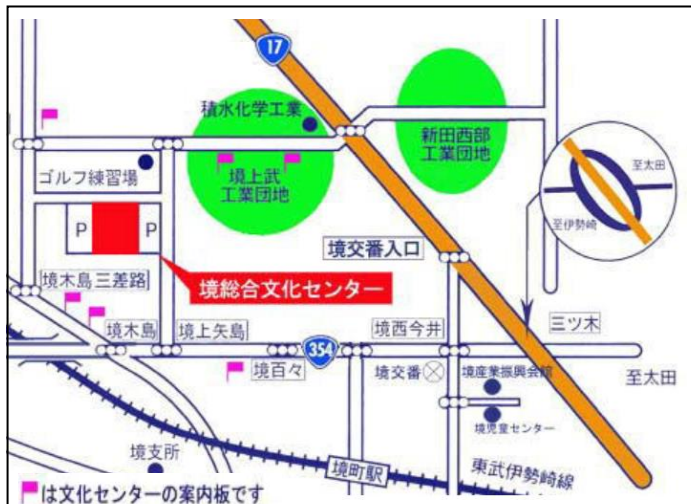 17
積水化学工業
新田西部
工業団地
ゴルフ練習場
境上武
工業団地
至太田
至伊勢崎
P
P
境交番入口
境総合文化センター
境木島三差路
境木島
境上矢島
境西今井
三ツ木
354
境百々
境交番
境産業振興会館
至太田
境児童センター
境支所
境町駅
東武伊勢崎線
は文化センターの案内板です